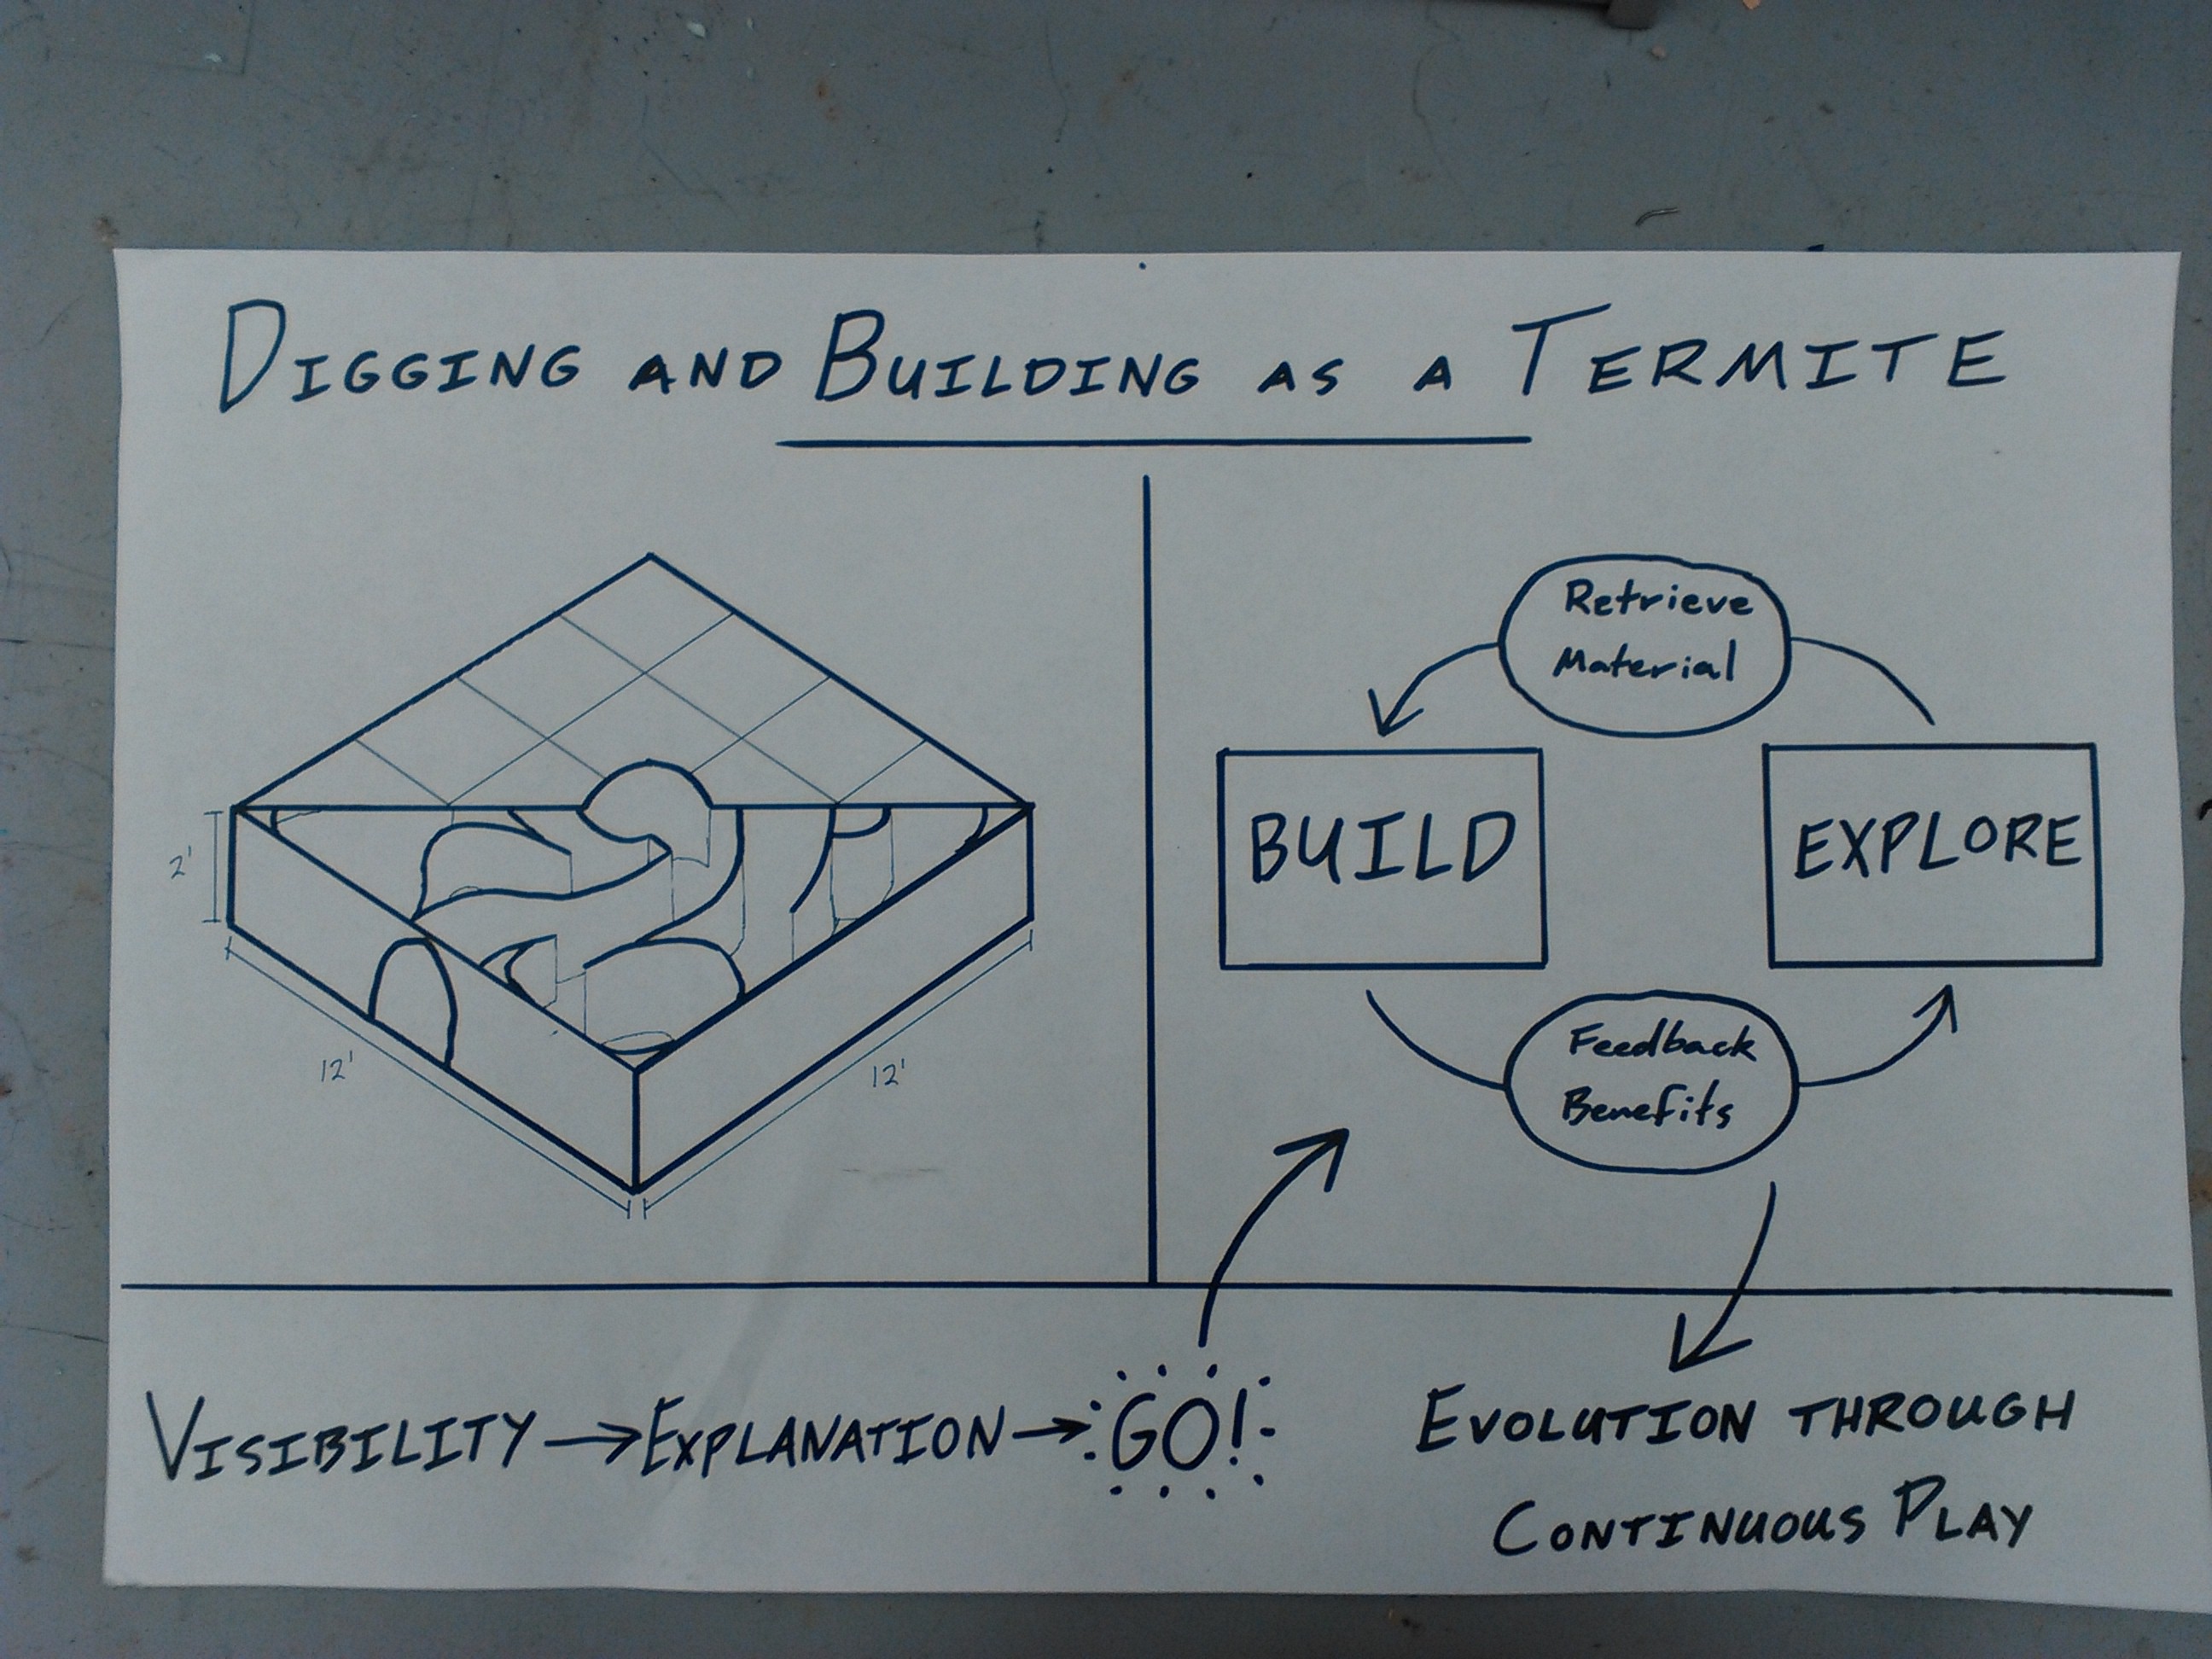 DIGGING AND BUILDING AS A TERMITE
2'
12'
12'
Retrieve
Material
BUILD
EXPLORE
Feedback
Benefits
VISIBILITY → EXPLANATION → GO!
EVOLUTION THROUGH
CONTINUOUS PLAY